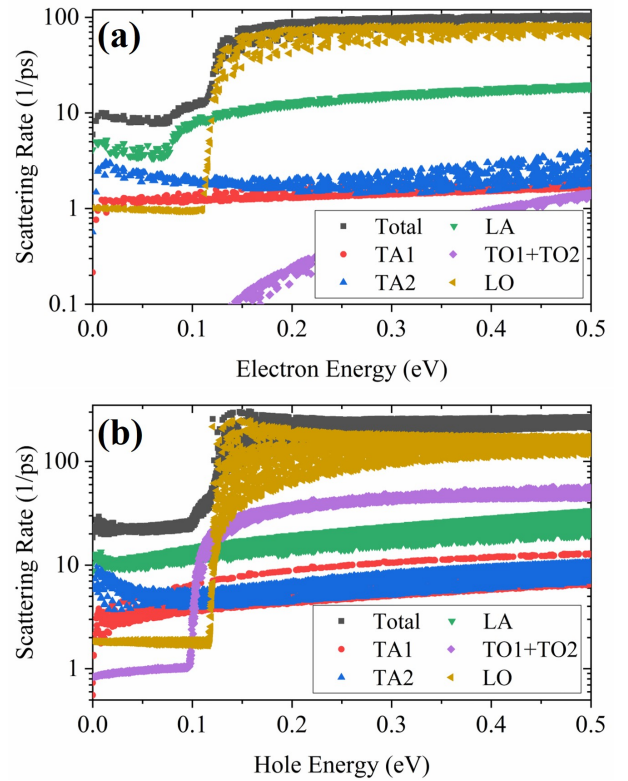 (a)
Scattering Rate (1/ps)
100
10
1
0.1
Total
TA1
TA2
LA
TO1+TO2
LO
0.0 0.1 0.2 0.3 0.4 0.5
Electron Energy (eV)
(b)
Scattering Rate (1/ps)
100
10
1
Total
TA1
TA2
LA
TO1+TO2
LO
0.0 0.1 0.2 0.3 0.4 0.5
Hole Energy (eV)